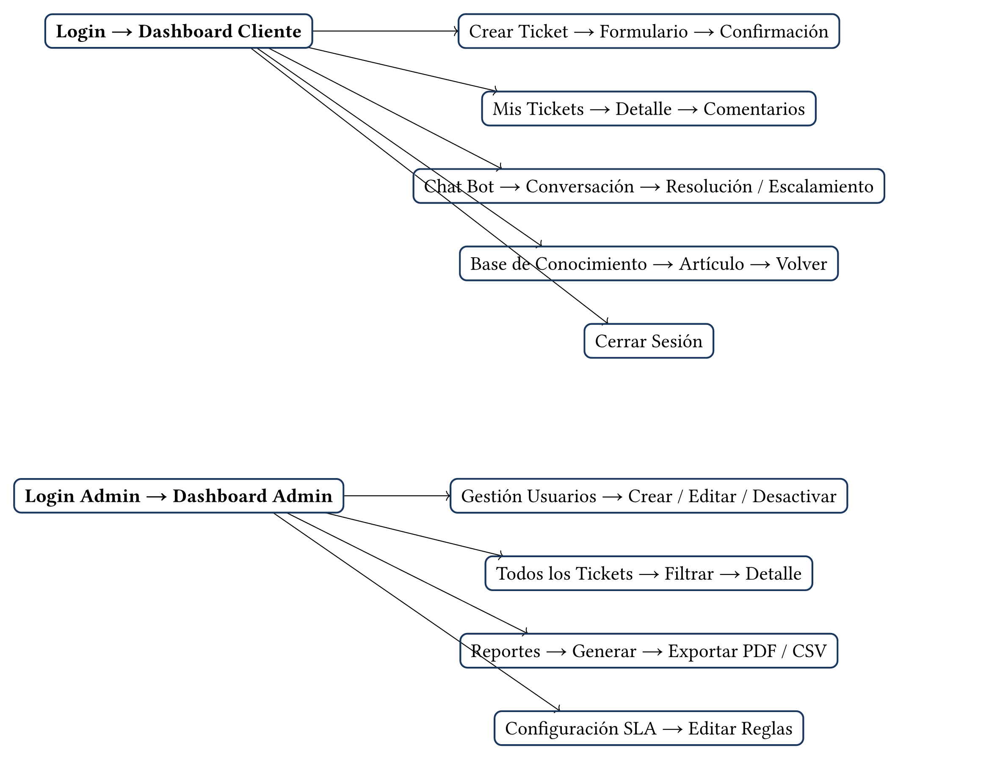 Login → Dashboard Cliente
Crear Ticket → Formulario → Confirmación
Mis Tickets → Detalle → Comentarios
Chat Bot → Conversación → Resolución / Escalamiento
Base de Conocimiento → Artículo → Volver
Cerrar Sesión
Login Admin → Dashboard Admin
Gestión Usuarios → Crear / Editar / Desactivar
Todos los Tickets → Filtrar → Detalle
Reportes → Generar → Exportar PDF / CSV
Configuración SLA → Editar Reglas